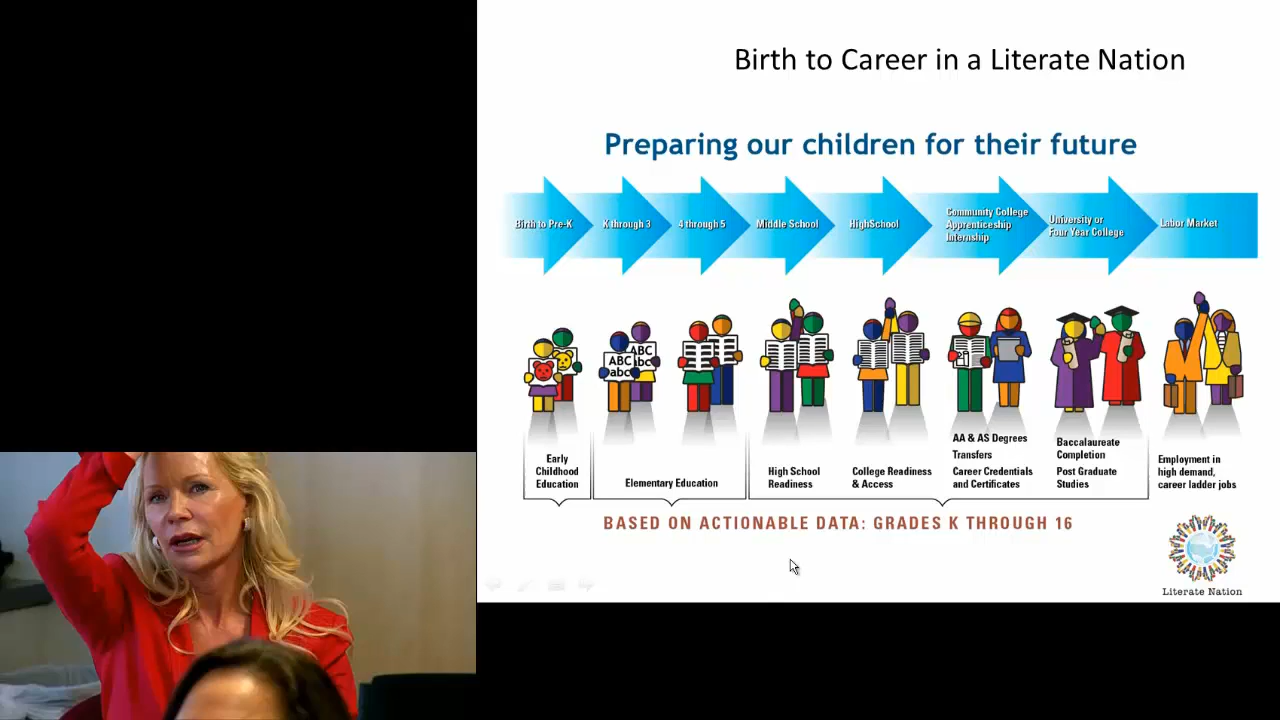 Birth to Career in a Literate Nation
Preparing our children for their future
Birth to Pre-K
K through 3
4 through 5
Middle School
HighSchool
Community College
Apprenticeship
Internship
University or
Four Year College
Labor Market
ABC
abc
ABC
abc
Early
Childhood
Education
Elementary Education
High School
Readiness
College Readiness
& Access
AA & AS Degrees
Transfers
Career Credentials
and Certificates
Baccalaureate
Completion
Post Graduate
Studies
Employment in
high demand,
career ladder jobs
BASED ON ACTIONABLE DATA: GRADES K THROUGH 16
Literate Nation